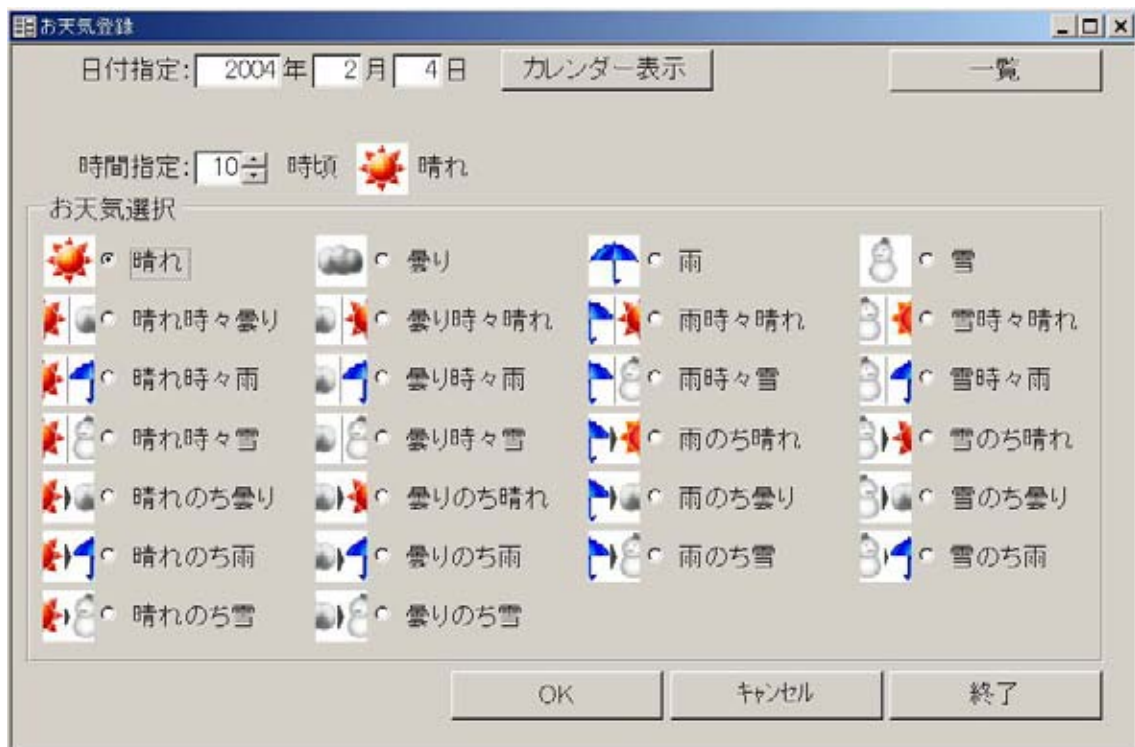 お天気登録
日付指定: 2004 年 2 月 4 日 カレンダー表示 一覧
時間指定: 10 時頃 晴れ
お天気選択
晴れ 曇り 雨 雪
晴れ時々曇り 曇り時々晴れ 雨時々晴れ 雪時々晴れ
晴れ時々雨 曇り時々雨 雨時々雪 雪時々雨
晴れ時々雪 曇り時々雪 雨のち晴れ 雪のち晴れ
晴れのち曇り 曇りのち晴れ 雨のち曇り 雪のち曇り
晴れのち雨 曇りのち雨 雨のち雪 雪のち雨
晴れのち雪 曇りのち雪
OK キャンセル 終了